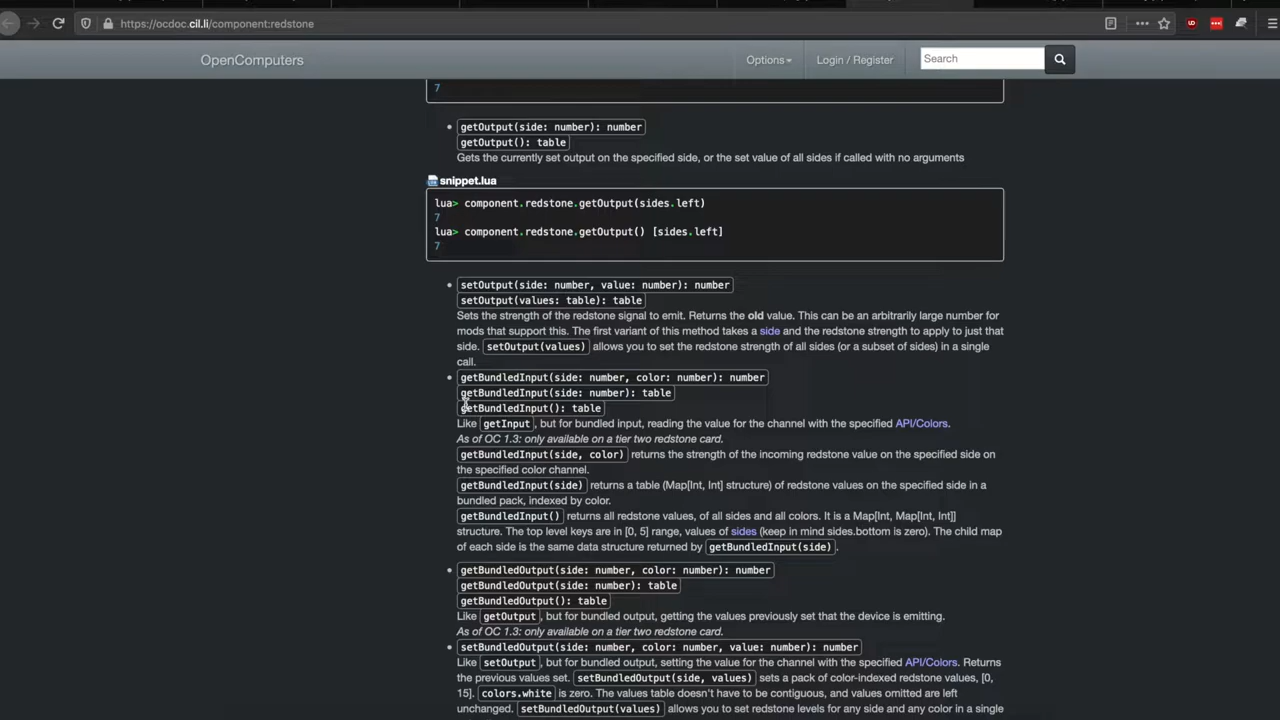 https://ocdoc.cil.li/component:redstone
OpenComputers
Options
Login / Register
Search
7
getOutput(side: number): number
getOutput(): table
Gets the currently set output on the specified side, or the set value of all sides if called with no arguments
snippet.lua
lua> component.redstone.getOutput(sides.left)
7
lua> component.redstone.getOutput() [sides.left]
7
setOutput(side: number, value: number): number
setOutput(values: table): table
Sets the strength of the redstone signal to emit. Returns the old value. This can be an arbitrarily large number for
mods that support this. The first variant of this method takes a side and the redstone strength to apply to just that
side. setOutput(values) allows you to set the redstone strength of all sides (or a subset of sides) in a single
call.
getBundledInput(side: number, color: number): number
getBundledInput(side: number): table
getBundledInput(): table
Like getInput, but for bundled input, reading the value for the channel with the specified API/Colors.
As of OC 1.3: only available on a tier two redstone card.
getBundledInput(side, color) returns the strength of the incoming redstone value on the specified side on
the specified color channel.
getBundledInput(side) returns a table (Map[Int, Int] structure) of redstone values on the specified side in a
bundled pack, indexed by color.
getBundledInput() returns all redstone values, of all sides and all colors. It is a Map[Int, Map[Int, Int]]
structure. The top level keys are in [0, 5] range, values of sides (keep in mind sides.bottom is zero). The child map
of each side is the same data structure returned by getBundledInput(side).
getBundledOutput(side: number, color: number): number
getBundledOutput(side: number): table
getBundledOutput(): table
Like getOutput, but for bundled output, getting the values previously set that the device is emitting.
As of OC 1.3: only available on a tier two redstone card.
setBundledOutput(side: number, color: number, value: number): number
Like setOutput, but for bundled output, setting the value for the channel with the specified API/Colors. Returns
the previous values set. setBundledOutput(side, values) sets a pack of color-indexed redstone values, [0,
15]. colors.white is zero. The values table doesn't have to be contiguous, and values omitted are left
unchanged. setBundledOutput(values) allows you to set redstone levels for any side and any color in a single